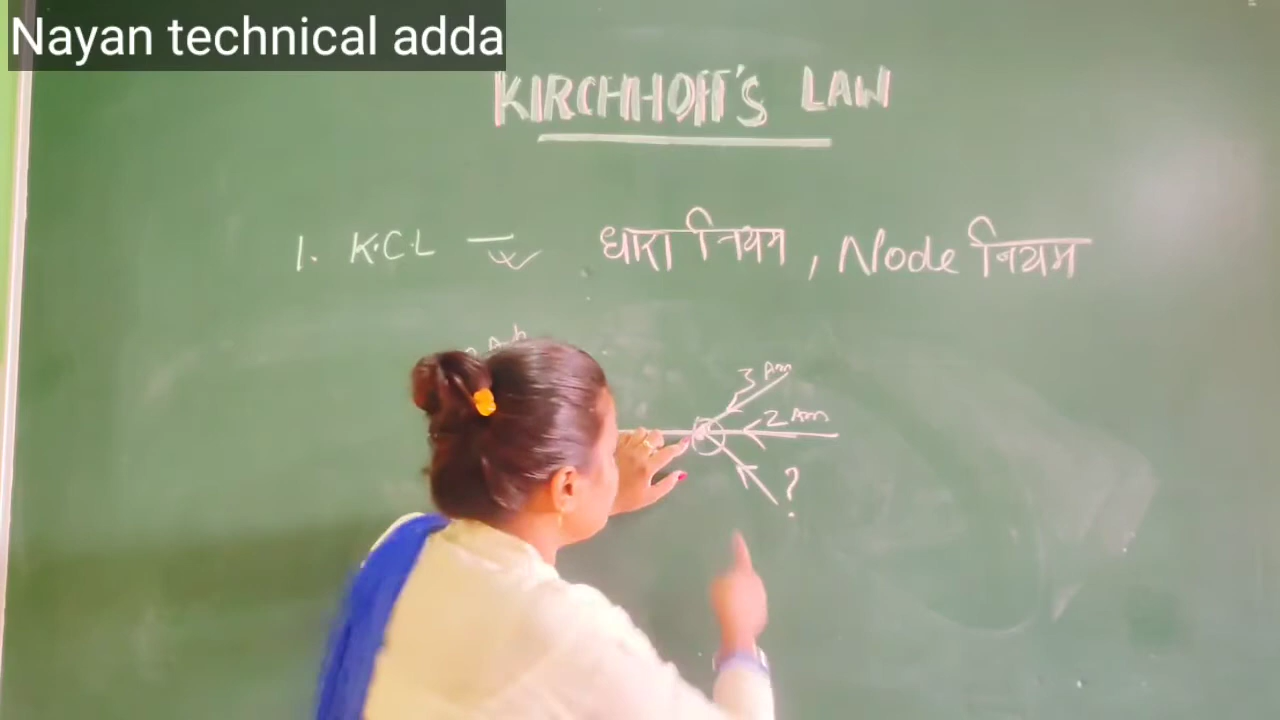 Nayan technical adda
KIRCHHOFF'S LAW
1. K.C.L — धारा नियम, Node नियम
3 Am
2 Am
?